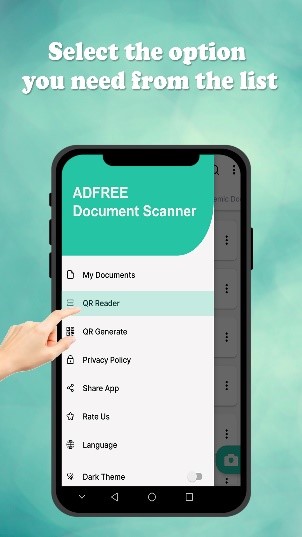 Select the option
you need from the list
ADFREE
Document Scanner
My Documents
QR Reader
QR Generate
Privacy Policy
Share App
Rate Us
Language
Dark Theme